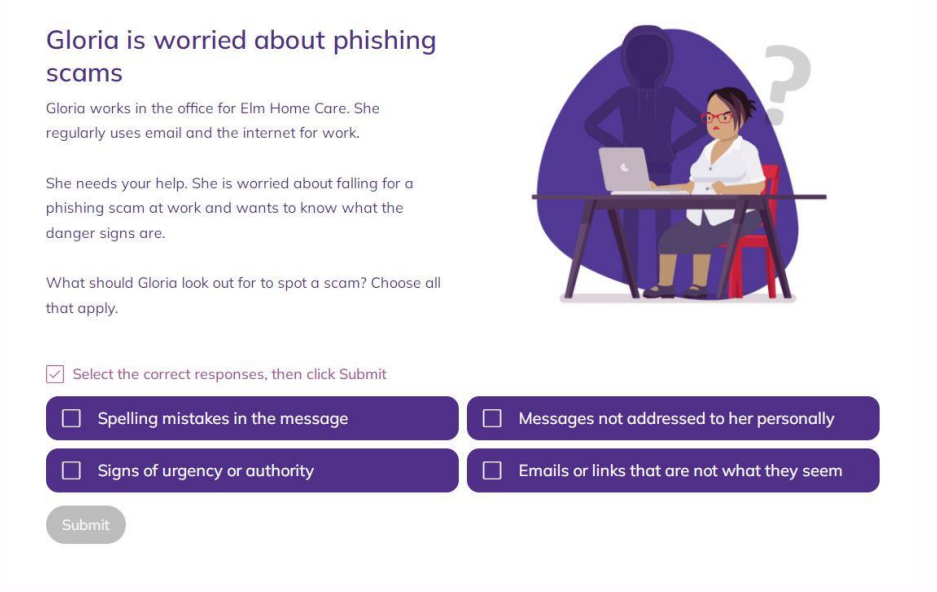 Gloria is worried about phishing
scams
Gloria works in the office for Elm Home Care. She
regularly uses email and the internet for work.
She needs your help. She is worried about falling for a
phishing scam at work and wants to know what the
danger signs are.
What should Gloria look out for to spot a scam? Choose all
that apply.
?
Select the correct responses, then click Submit
Spelling mistakes in the message
Messages not addressed to her personally
Signs of urgency or authority
Emails or links that are not what they seem
Submit